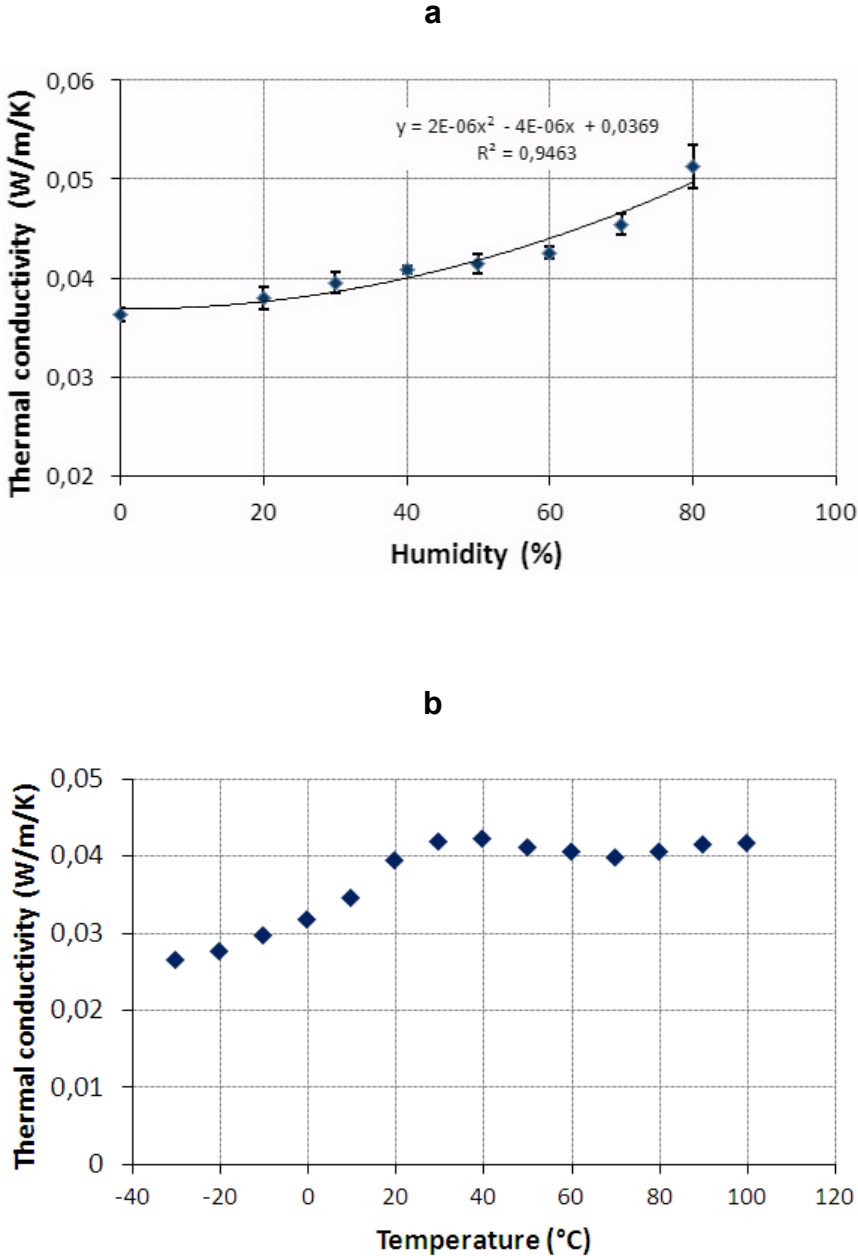 a
Thermal conductivity (W/m/K)
0,06
0,05
0,04
0,03
0,02
y = 2E-06x² - 4E-06x + 0,0369
R² = 0,9463
0 20 40 60 80 100
Humidity (%)
b
Thermal conductivity (W/m/K)
0,05
0,04
0,03
0,02
0,01
0
-40 -20 0 20 40 60 80 100 120
Temperature (°C)